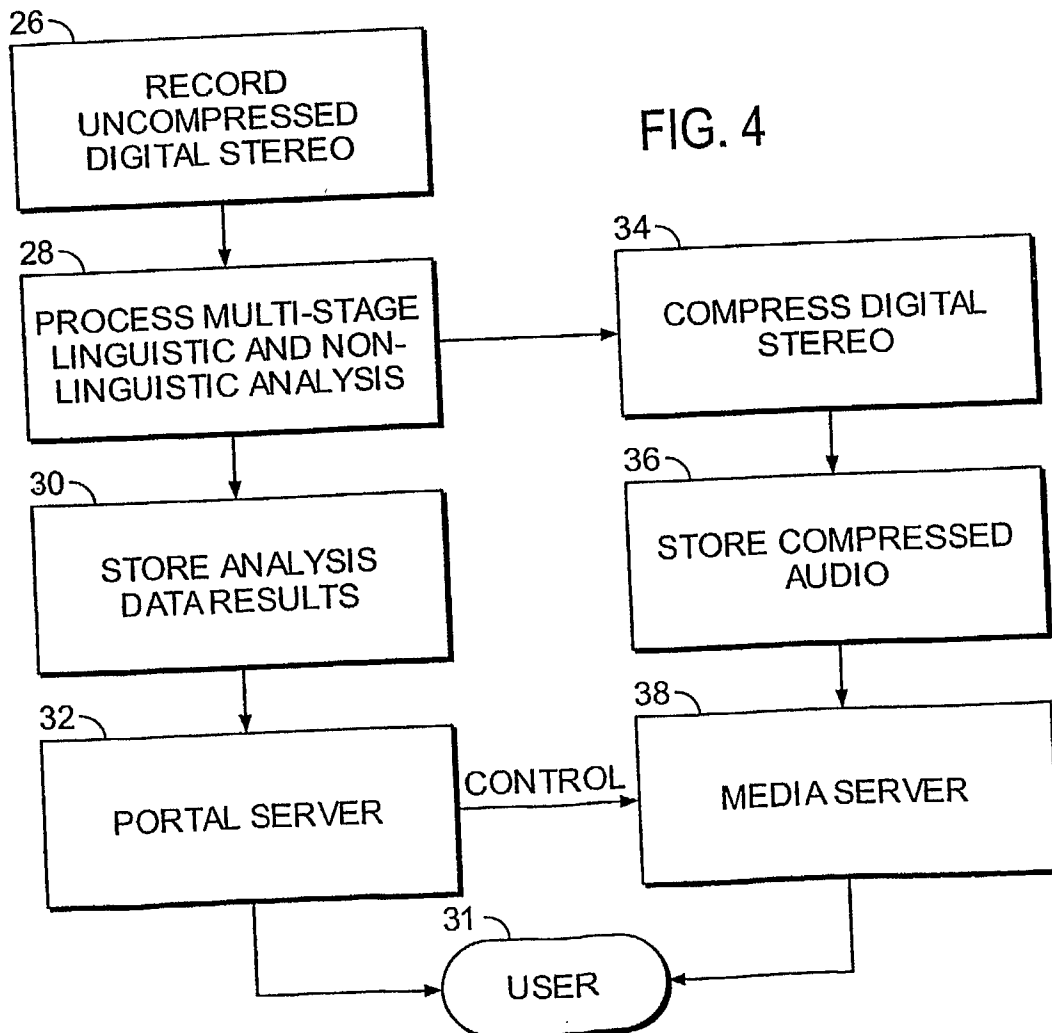 26
RECORD
UNCOMPRESSED
DIGITAL STEREO
FIG. 4
28
PROCESS MULTI-STAGE
LINGUISTIC AND NON-
LINGUISTIC ANALYSIS
34
COMPRESS DIGITAL
STEREO
30
STORE ANALYSIS
DATA RESULTS
36
STORE COMPRESSED
AUDIO
32
PORTAL SERVER
CONTROL
38
MEDIA SERVER
31
USER